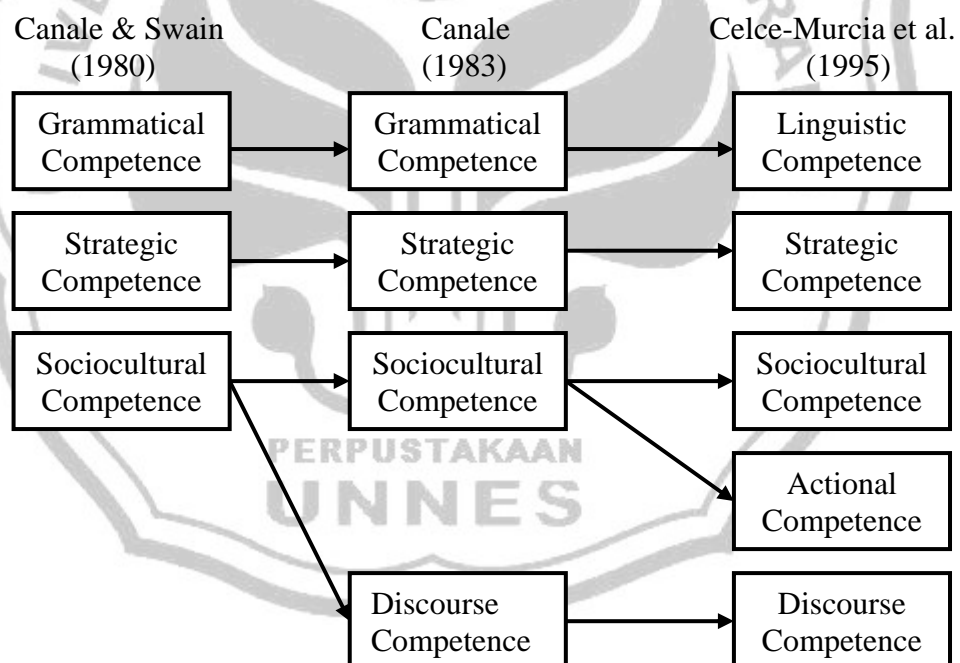 Canale & Swain
(1980)
Canale
(1983)
Celce-Murcia et al.
(1995)
Grammatical
Competence
Grammatical
Competence
Linguistic
Competence
Strategic
Competence
Strategic
Competence
Strategic
Competence
Sociocultural
Competence
Sociocultural
Competence
Sociocultural
Competence
PERPUSTAKAAN
UNNES
Actional
Competence
Discourse
Competence
Discourse
Competence